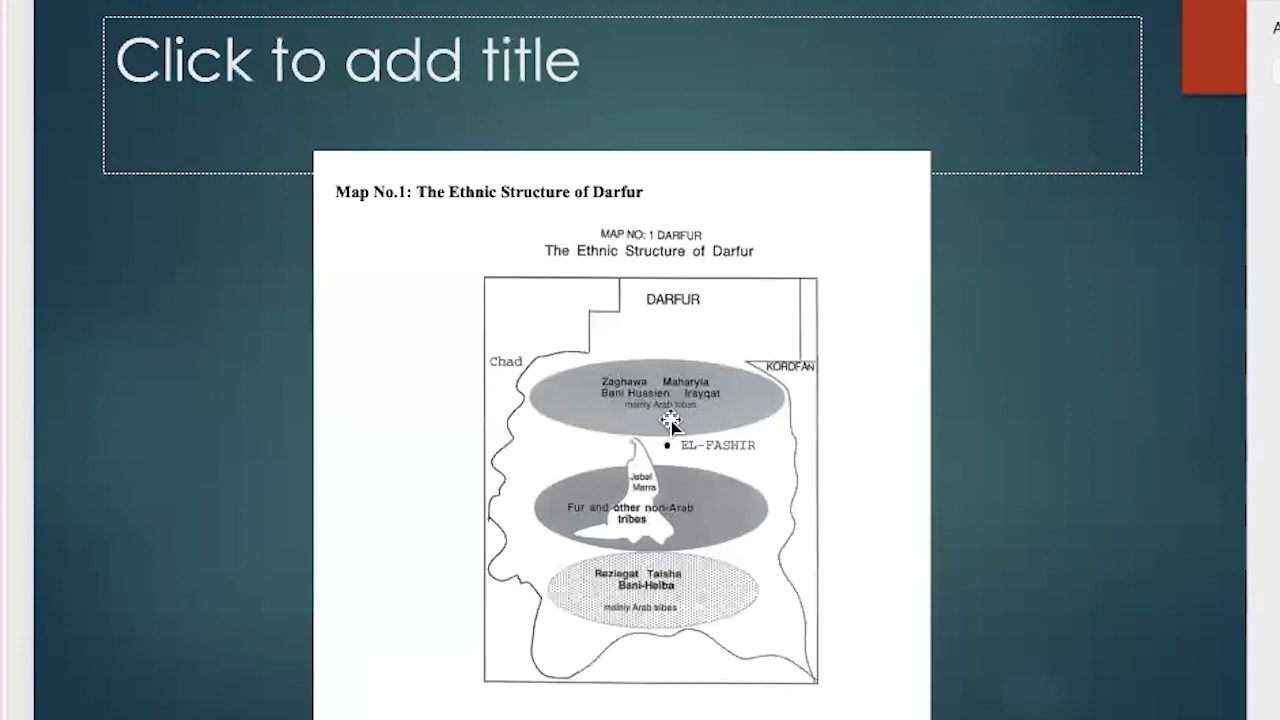 Click to add title
A
Map No.1: The Ethnic Structure of Darfur
MAP NO: 1 DARFUR
The Ethnic Structure of Darfur
DARFUR
Chad
KORDFAN
Zaghawa Maharyia
Bani Hussien Irayqat
mainly Arab tribes
EL-FASHIR
Jebel
Marra
Fur and other non-Arab
tribes
Reziegat Taisha
Bani-Helba
mainly Arab tribes